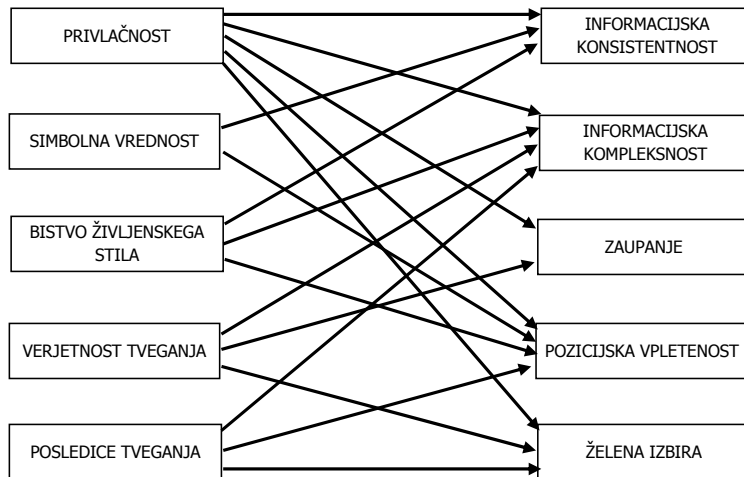 PRIVLAČNOST
INFORMACIJSKA
KONSISTENTNOST
SIMBOLNA VREDNOST
INFORMACIJSKA
KOMPLEKSNOST
BISTVO ŽIVLJENSKEGA
STILA
ZAUPANJE
VERJETNOST TVEGANJA
POZICIJSKA VPLETENOST
POSLEDICE TVEGANJA
ŽELENA IZBIRA